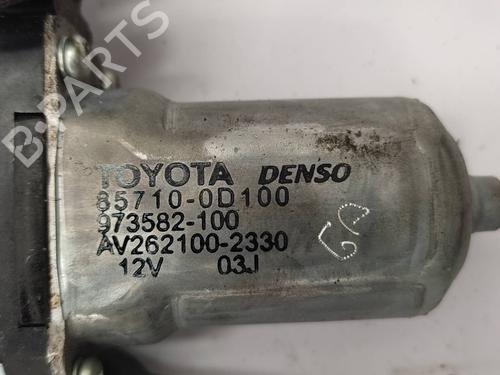 B-PARTS
TOYOTA DENSO
85710-0D100
973582-100
AV262100-2330
12V 03J